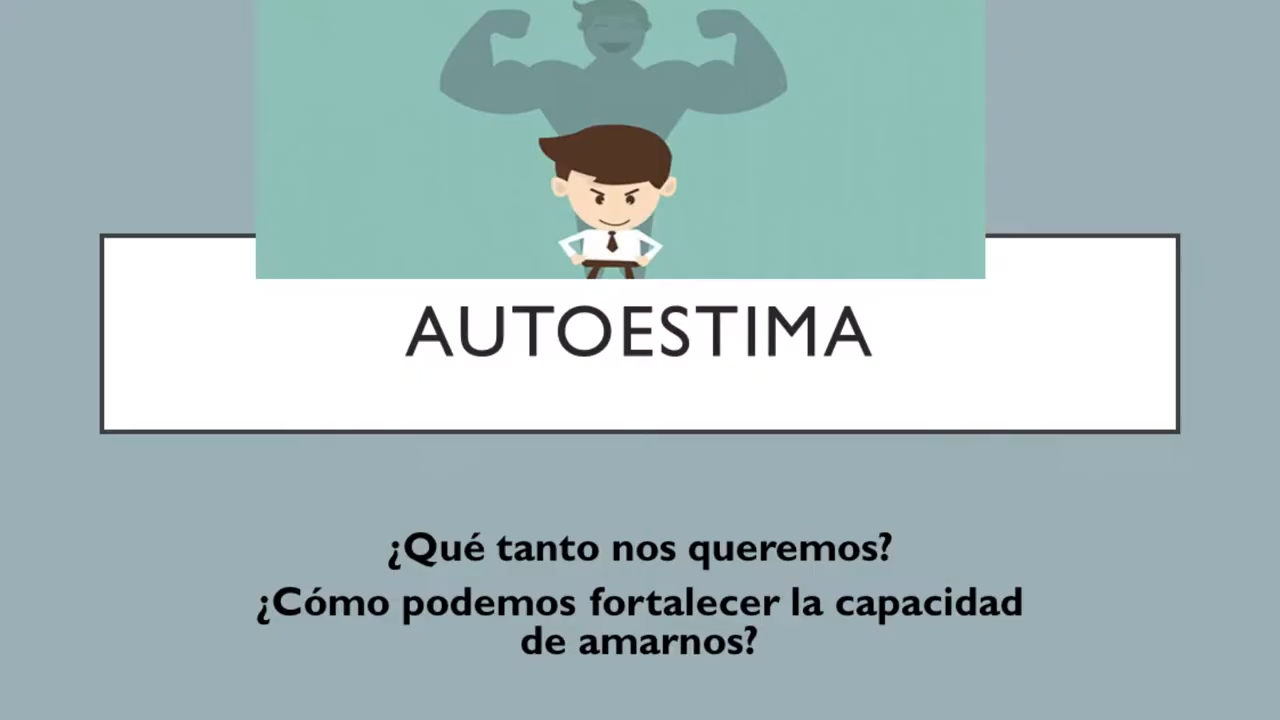 AUTOESTIMA
¿Qué tanto nos queremos?
¿Cómo podemos fortalecer la capacidad
de amarnos?